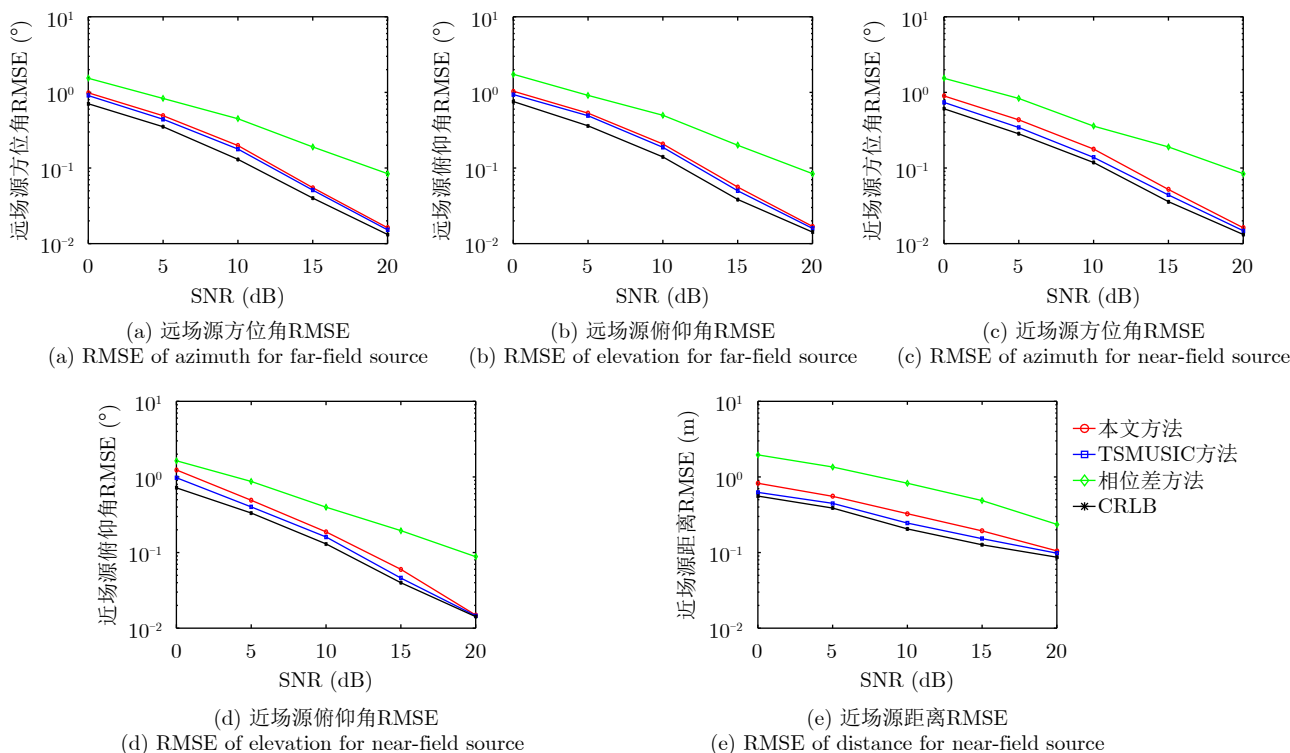 远场源方位角RMSE (°)
10¹
10⁰
10⁻¹
10⁻²
0 5 10 15 20
SNR (dB)
(a) 远场源方位角RMSE
(a) RMSE of azimuth for far-field source
远场源俯仰角RMSE (°)
10¹
10⁰
10⁻¹
10⁻²
0 5 10 15 20
SNR (dB)
(b) 远场源俯仰角RMSE
(b) RMSE of elevation for far-field source
近场源方位角RMSE (°)
10¹
10⁰
10⁻¹
10⁻²
0 5 10 15 20
SNR (dB)
(c) 近场源方位角RMSE
(c) RMSE of azimuth for near-field source
近场源俯仰角RMSE (°)
10¹
10⁰
10⁻¹
10⁻²
0 5 10 15 20
SNR (dB)
(d) 近场源俯仰角RMSE
(d) RMSE of elevation for near-field source
近场源距离RMSE (m)
10¹
10⁰
10⁻¹
10⁻²
0 5 10 15 20
SNR (dB)
(e) 近场源距离RMSE
(e) RMSE of distance for near-field source
本文方法
TSMUSIC方法
相位差方法
CRLB